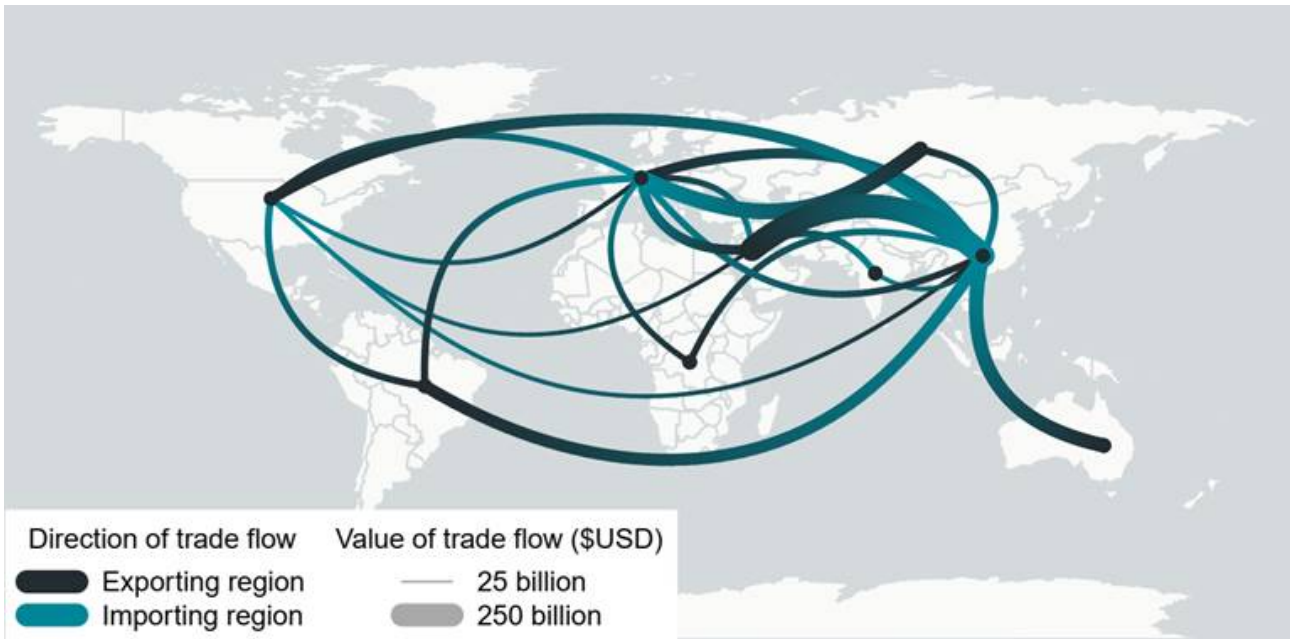 Direction of trade flow
Exporting region
Importing region
Value of trade flow ($USD)
25 billion
250 billion